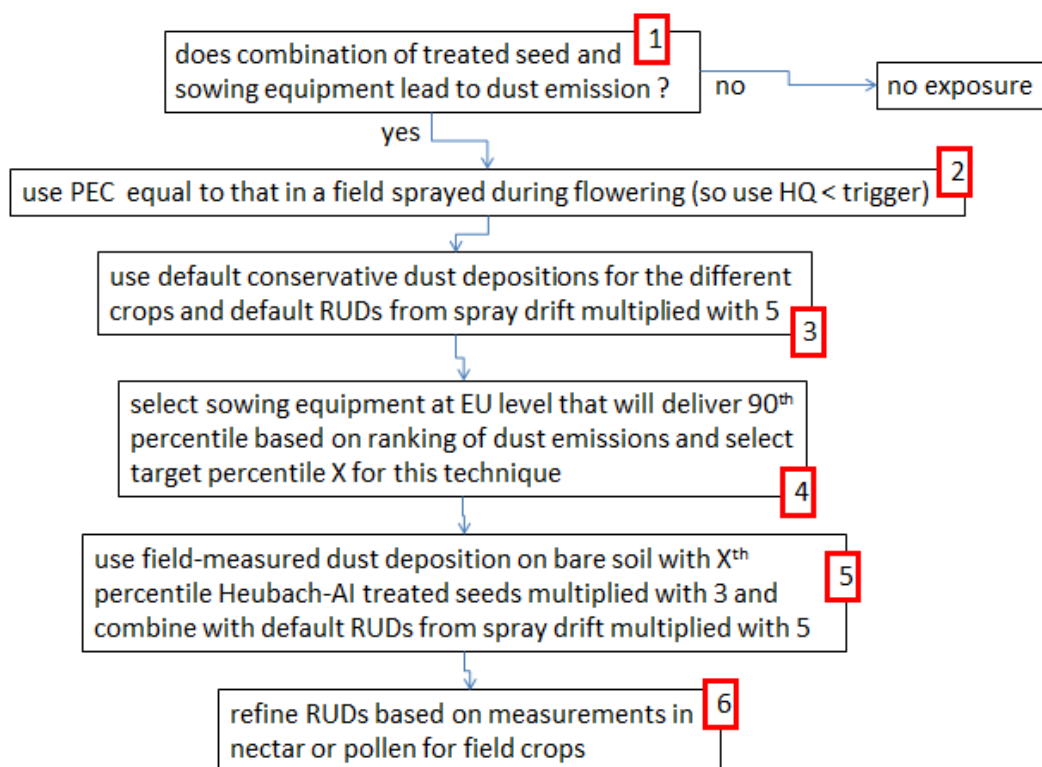 1
does combination of treated seed and
sowing equipment lead to dust emission ?
no
no exposure
yes
2
use PEC equal to that in a field sprayed during flowering (so use HQ < trigger)
use default conservative dust depositions for the different
crops and default RUDs from spray drift multiplied with 5
3
select sowing equipment at EU level that will deliver 90th
percentile based on ranking of dust emissions and select
target percentile X for this technique
4
use field-measured dust deposition on bare soil with Xth
percentile Heubach-AI treated seeds multiplied with 3 and
combine with default RUDs from spray drift multiplied with 5
5
6
refine RUDs based on measurements in
nectar or pollen for field crops